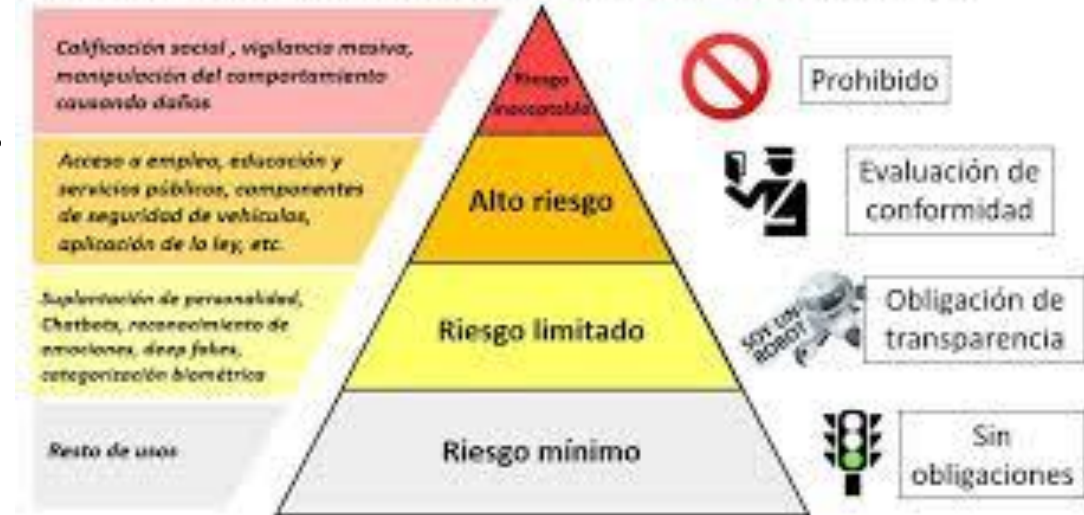 Calificación social , vigilancia masiva,
manipulación del comportamiento
causando daños
Riesgo
inaceptable
Prohibido
Acceso a empleo, educación y
servicios públicos, componentes
de seguridad de vehículos,
aplicación de la ley, etc.
Alto riesgo
Evaluación de
conformidad
Suplantación de personalidad,
Chatbots, reconocimiento de
emociones, deep fakes,
categorización biométrica
Riesgo limitado
SOY UN
ROBOT
Obligación de
transparencia
Resto de usos
Riesgo mínimo
Sin
obligaciones